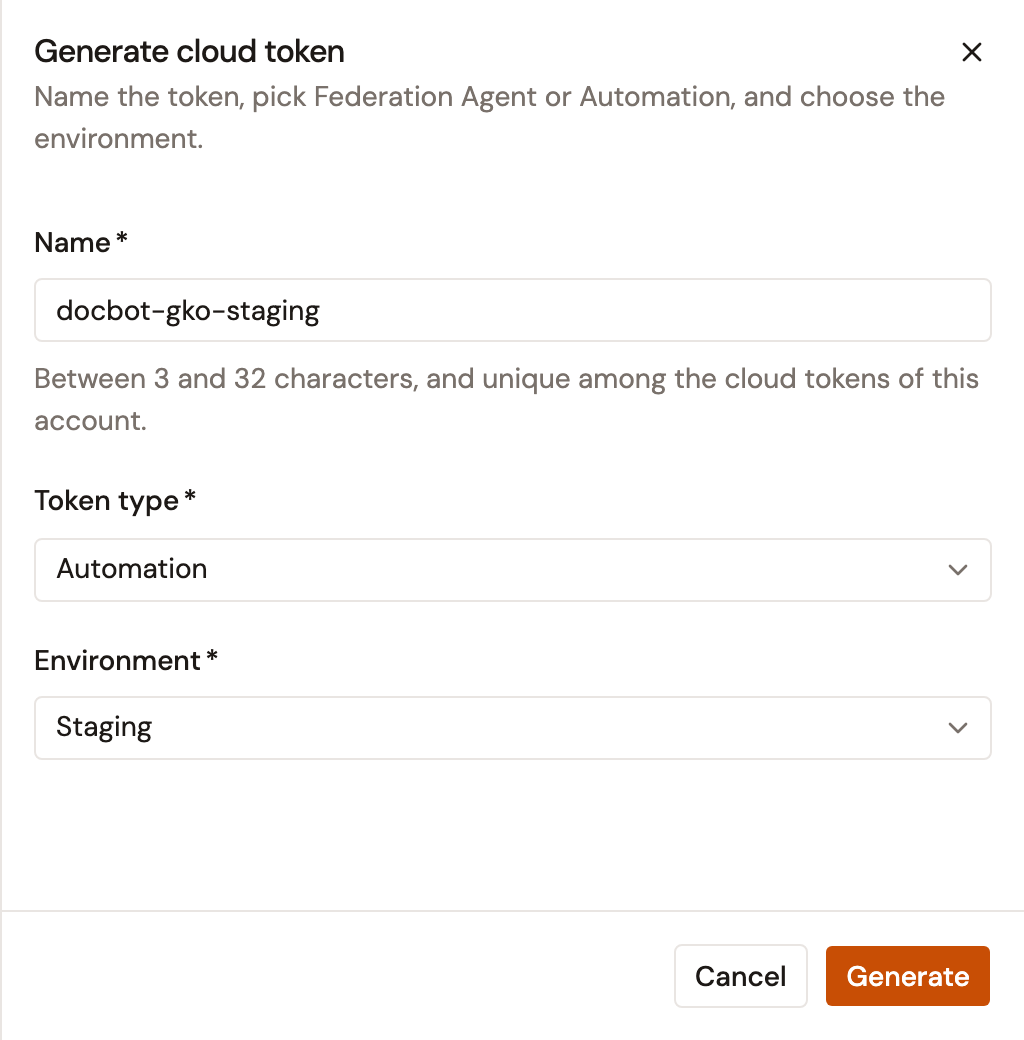 Generate cloud token
Name the token, pick Federation Agent or Automation, and choose the
environment.
Name *
docbot-gko-staging
Between 3 and 32 characters, and unique among the cloud tokens of this
account.
Token type *
Automation
Environment *
Staging
Cancel
Generate